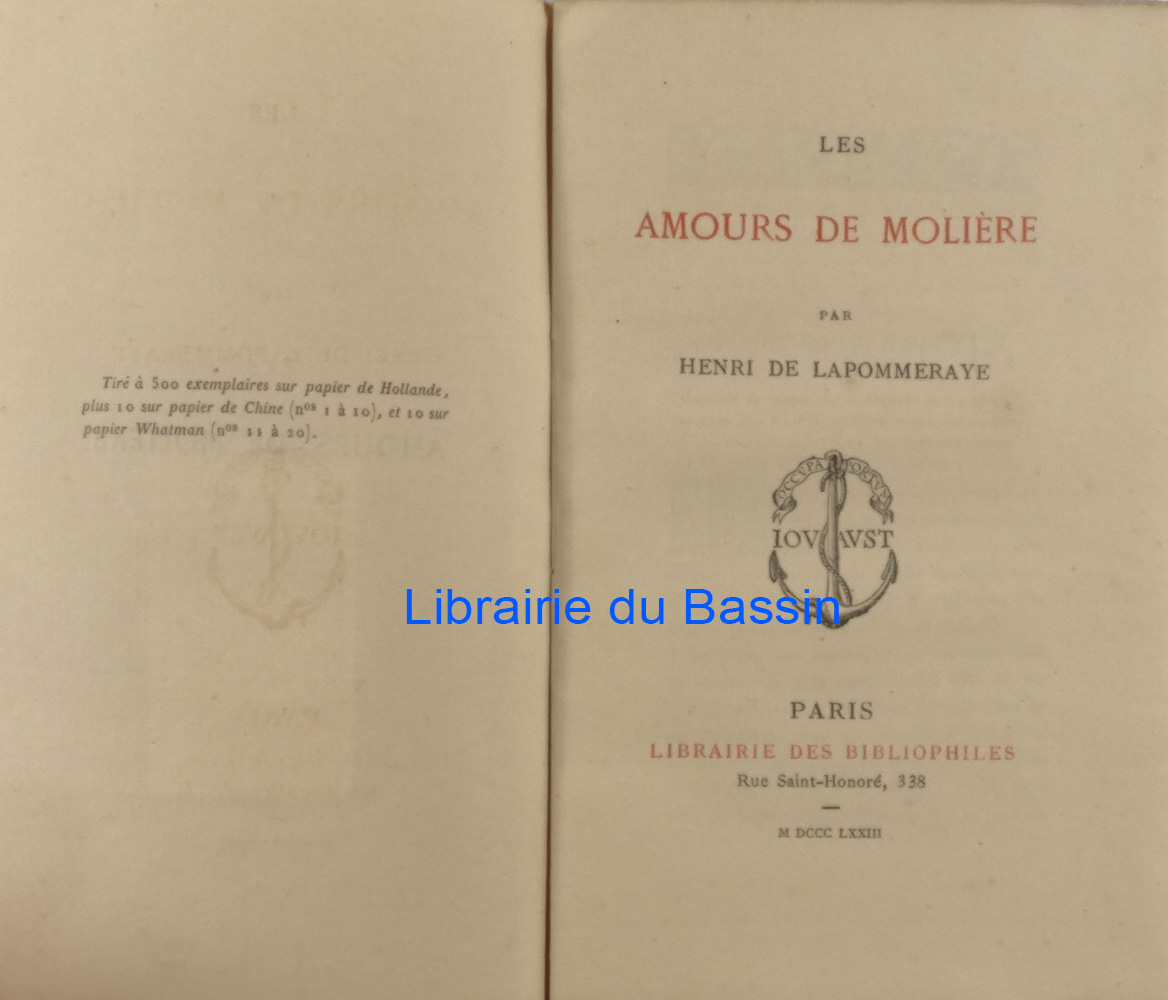 Tiré à 500 exemplaires sur papier de Hollande,
plus 10 sur papier de Chine (nos 1 à 10), et 10 sur
papier Whatman (nos 11 à 20).
LES
AMOURS DE MOLIÈRE
PAR
HENRI DE LAPOMMERAYE
OCCVPA PORTVM
IOVAVST
Librairie du Bassin
PARIS
LIBRAIRIE DES BIBLIOPHILES
Rue Saint-Honoré, 338
M DCCC LXXIII